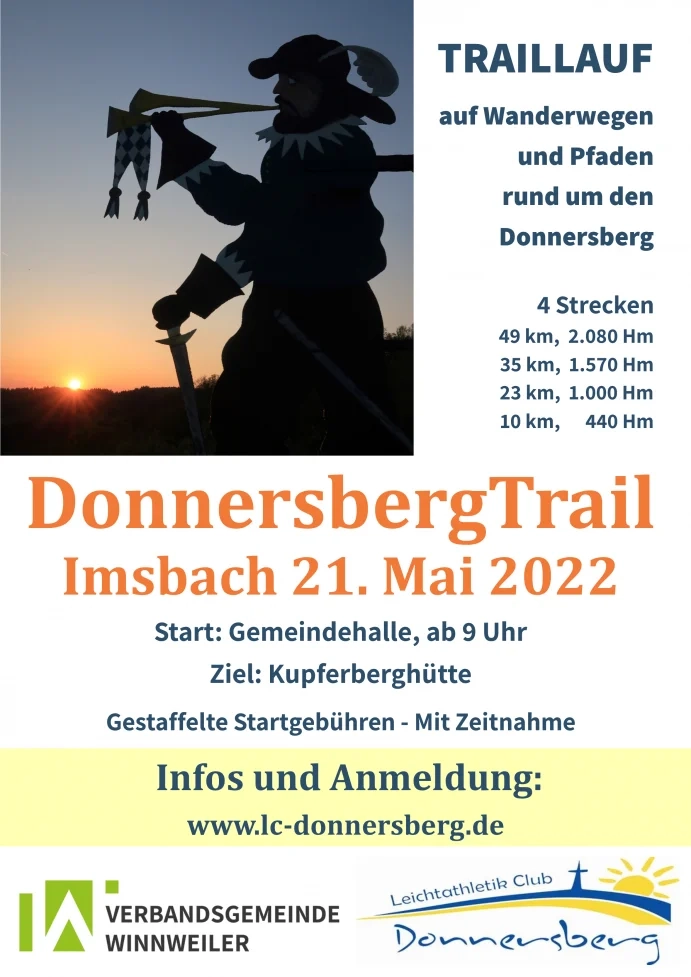 TRAILLAUF
auf Wanderwegen
und Pfaden
rund um den
Donnersberg
4 Strecken
49 km, 2.080 Hm
35 km, 1.570 Hm
23 km, 1.000 Hm
10 km, 440 Hm
DonnersbergTrail
Imsbach 21. Mai 2022
Start: Gemeindehalle, ab 9 Uhr
Ziel: Kupferberghütte
Gestaffelte Startgebühren - Mit Zeitnahme
Infos und Anmeldung:
www.lc-donnersberg.de
VERBANDSGEMEINDE
WINNWEILER
Leichtathletik Club
Donnersberg